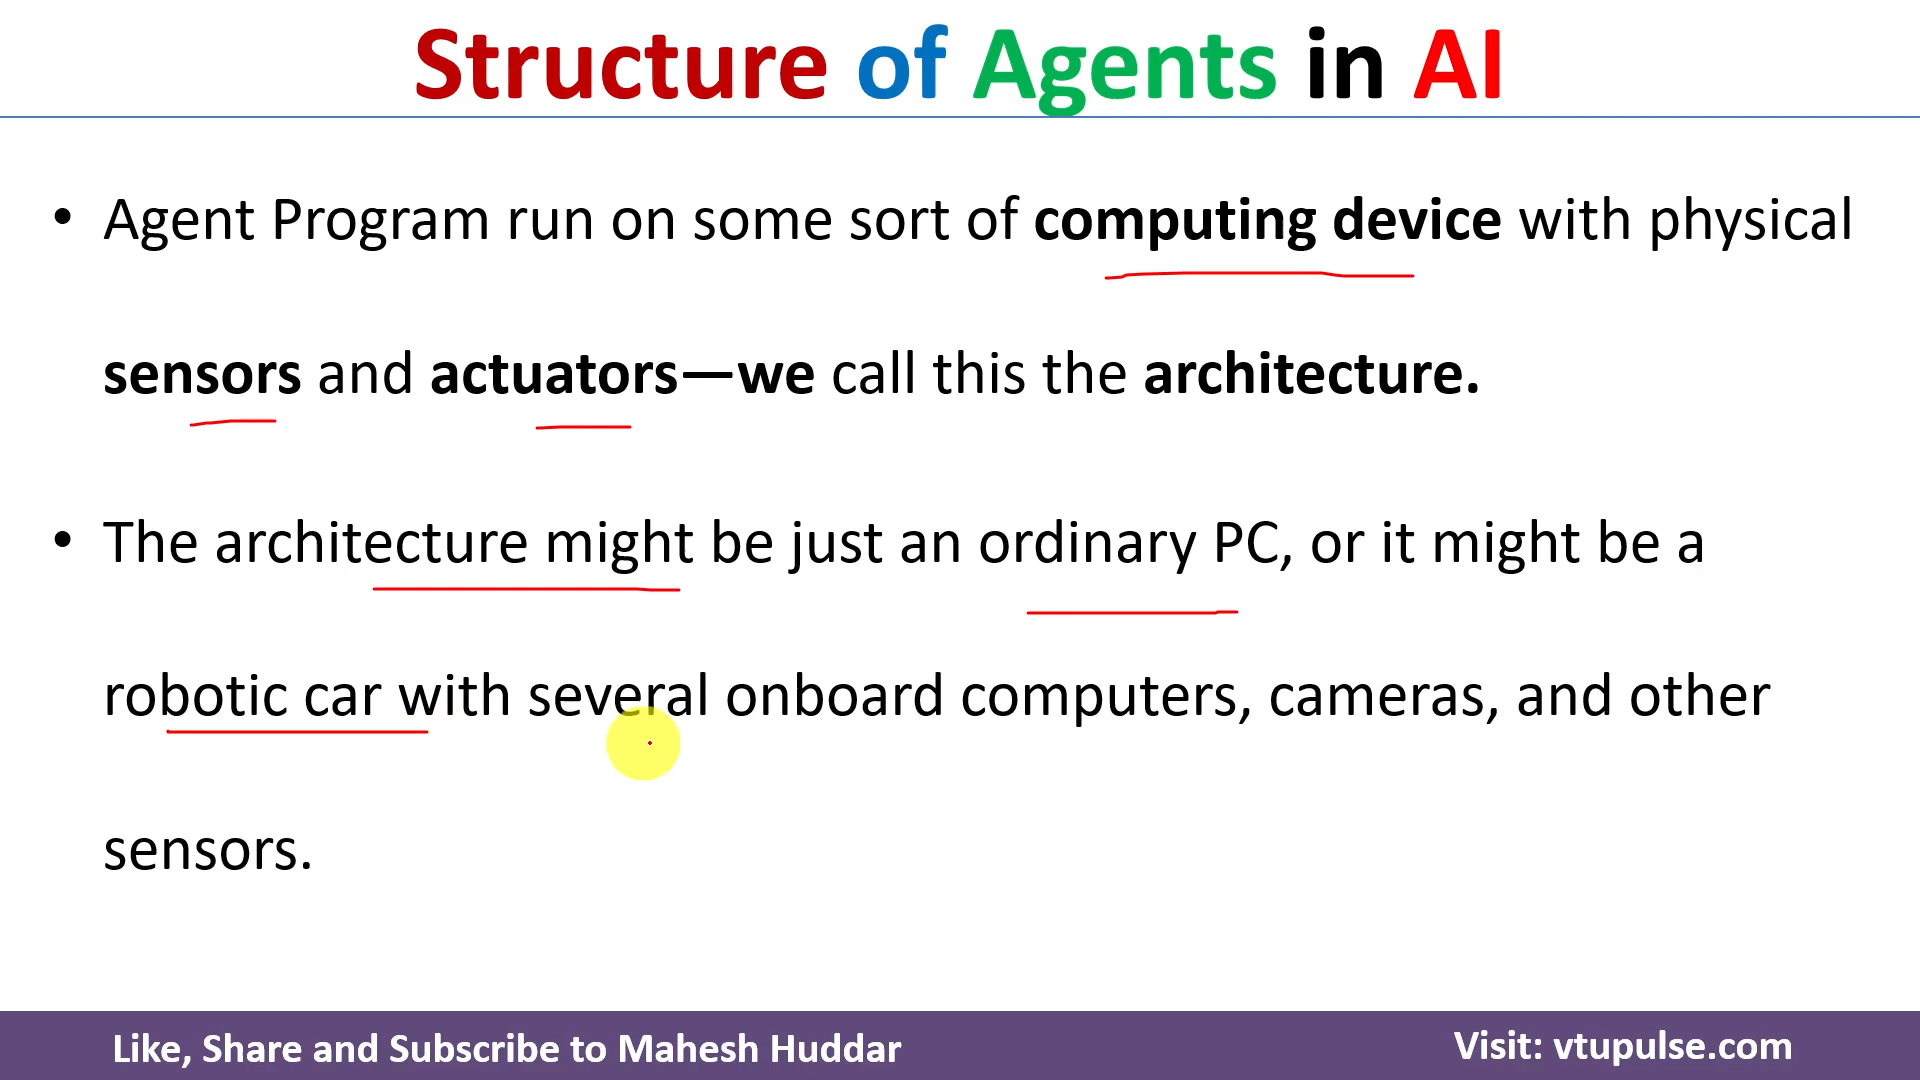 Structure of Agents in AI
• Agent Program run on some sort of computing device with physical
sensors and actuators—we call this the architecture.
• The architecture might be just an ordinary PC, or it might be a
robotic car with several onboard computers, cameras, and other
sensors.
Like, Share and Subscribe to Mahesh Huddar
Visit: vtupulse.com